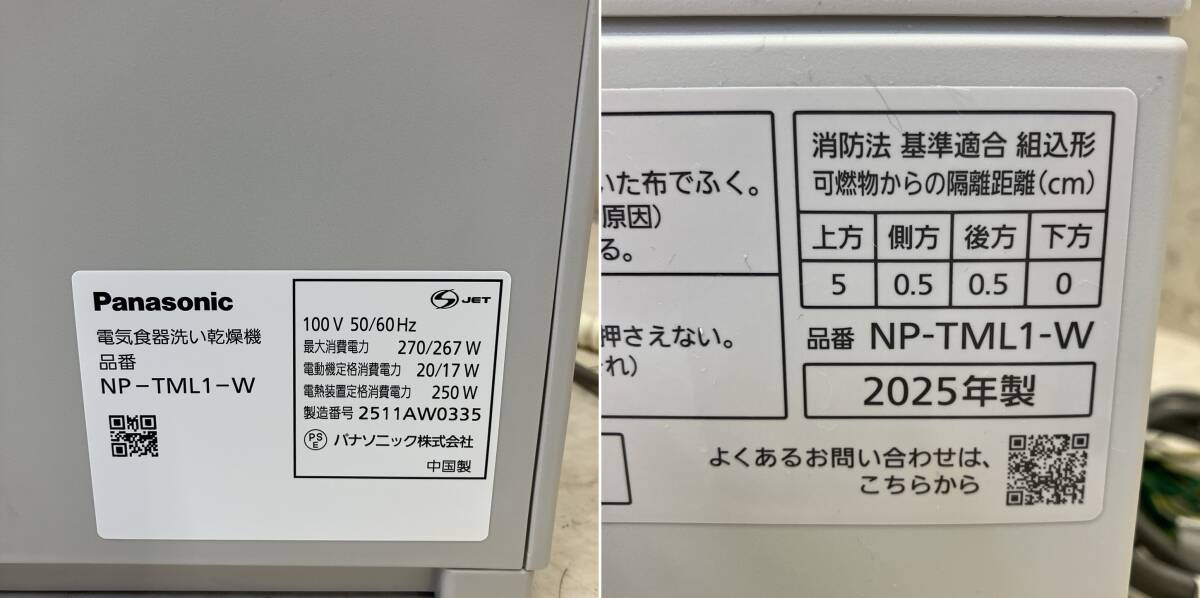 Panasonic
電気食器洗い乾燥機
品番
NP-TML1-W
S JET
100V 50/60Hz
最大消費電力 270/267W
電動機定格消費電力 20/17W
電熱装置定格消費電力 250W
製造番号 2511AW0335
PSE パナソニック株式会社
中国製
いた布でふく。
原因)
る。
押さえない。
れ)
消防法 基準適合 組込形
可燃物からの隔離距離(cm)
上方 側方 後方 下方
5 0.5 0.5 0
品番 NP-TML1-W
2025年製
よくあるお問い合わせは、
こちらから